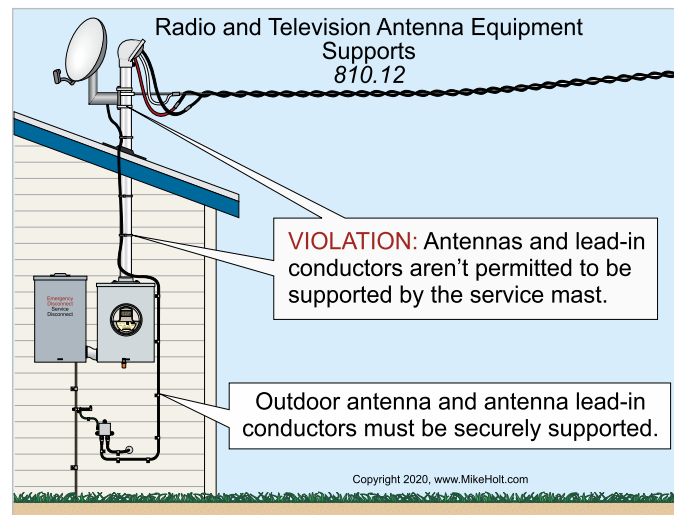 Radio and Television Antenna Equipment
Supports
810.12
VIOLATION: Antennas and lead-in
conductors aren't permitted to be
supported by the service mast.
Emergency
Disconnect
Service
Disconnect
Outdoor antenna and antenna lead-in
conductors must be securely supported.
Copyright 2020, www.MikeHolt.com